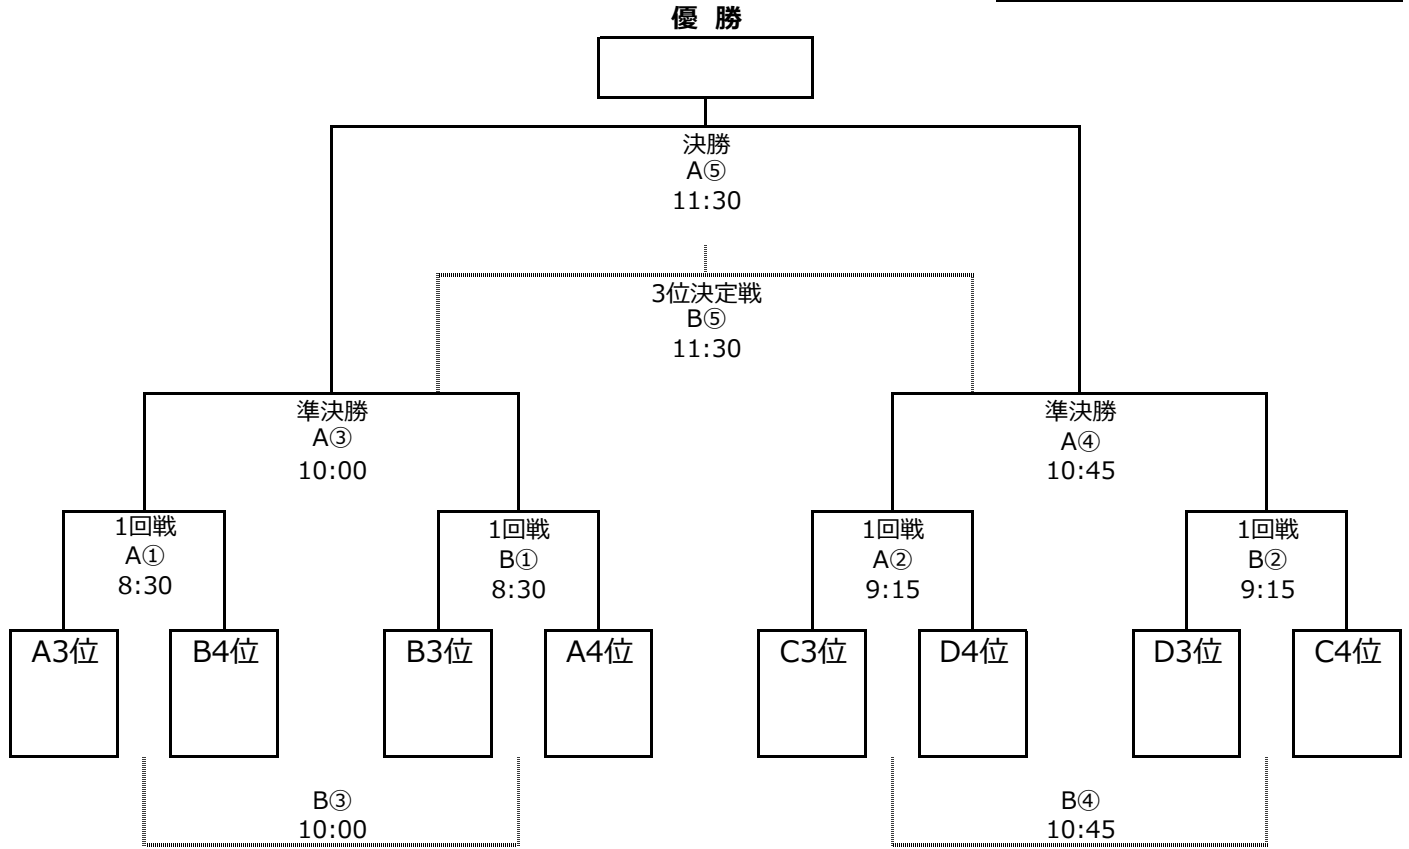 優 勝
決勝
A⑤
11:30
3位決定戦
B⑤
11:30
準決勝
A③
10:00
準決勝
A④
10:45
1回戦
A①
8:30
1回戦
B①
8:30
1回戦
A②
9:15
1回戦
B②
9:15
A3位
B4位
B3位
A4位
C3位
D4位
D3位
C4位
B③
10:00
B④
10:45